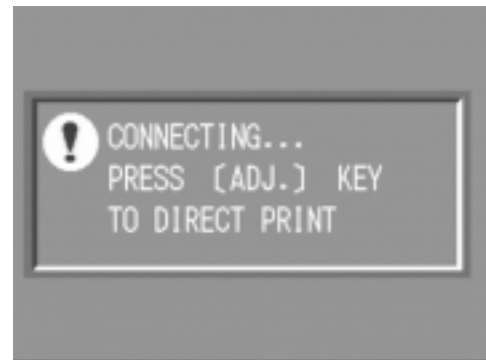 CONNECTING...
PRESS [ADJ.] KEY
TO DIRECT PRINT